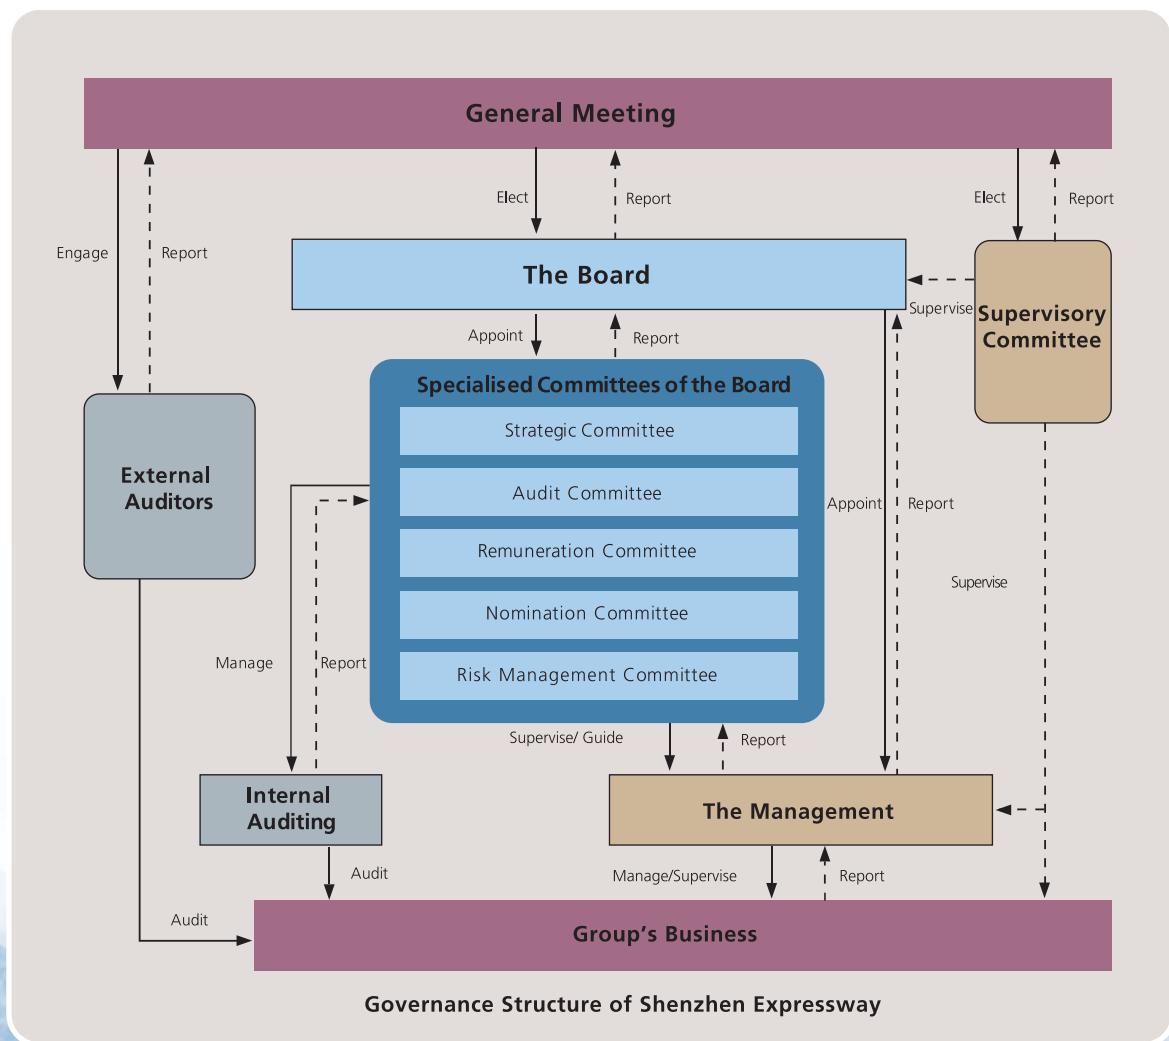 General Meeting
Elect
Report
Elect
Report
Engage
Report
The Board
Supervise
Supervisory
Committee
Appoint
Report
Specialised Committees of the Board
Strategic Committee
External
Auditors
Audit Committee
Appoint
Report
Remuneration Committee
Supervise
Nomination Committee
Manage
Report
Risk Management Committee
Supervise/ Guide
Report
Internal
Auditing
The Management
Audit
Manage/Supervise
Report
Audit
Group's Business
Governance Structure of Shenzhen Expressway